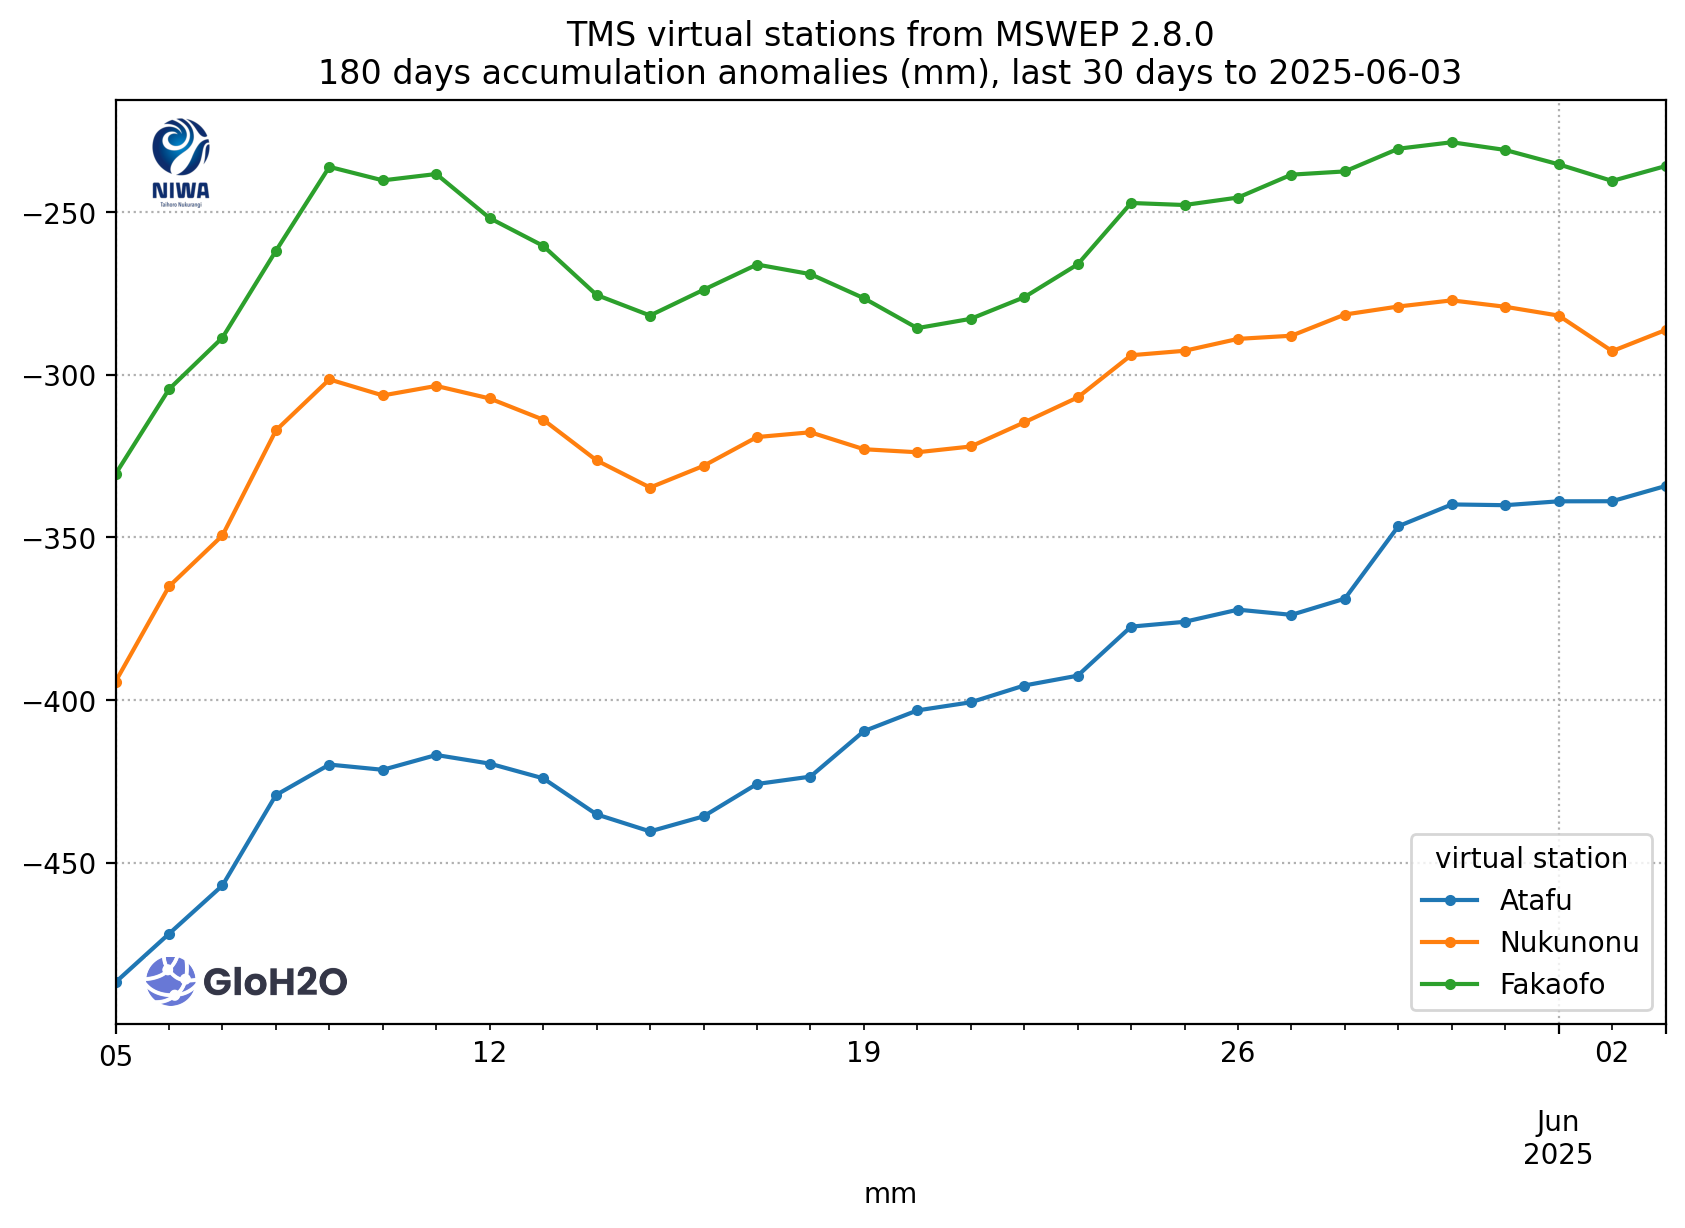 TMS virtual stations from MSWEP 2.8.0
180 days accumulation anomalies (mm), last 30 days to 2025-06-03
NIWA
Taihoro Nukurangi
−250
−300
−350
−400
−450
virtual station
Atafu
Nukunonu
Fakaofo
GloH2O
05
12
19
26
02
Jun
2025
mm